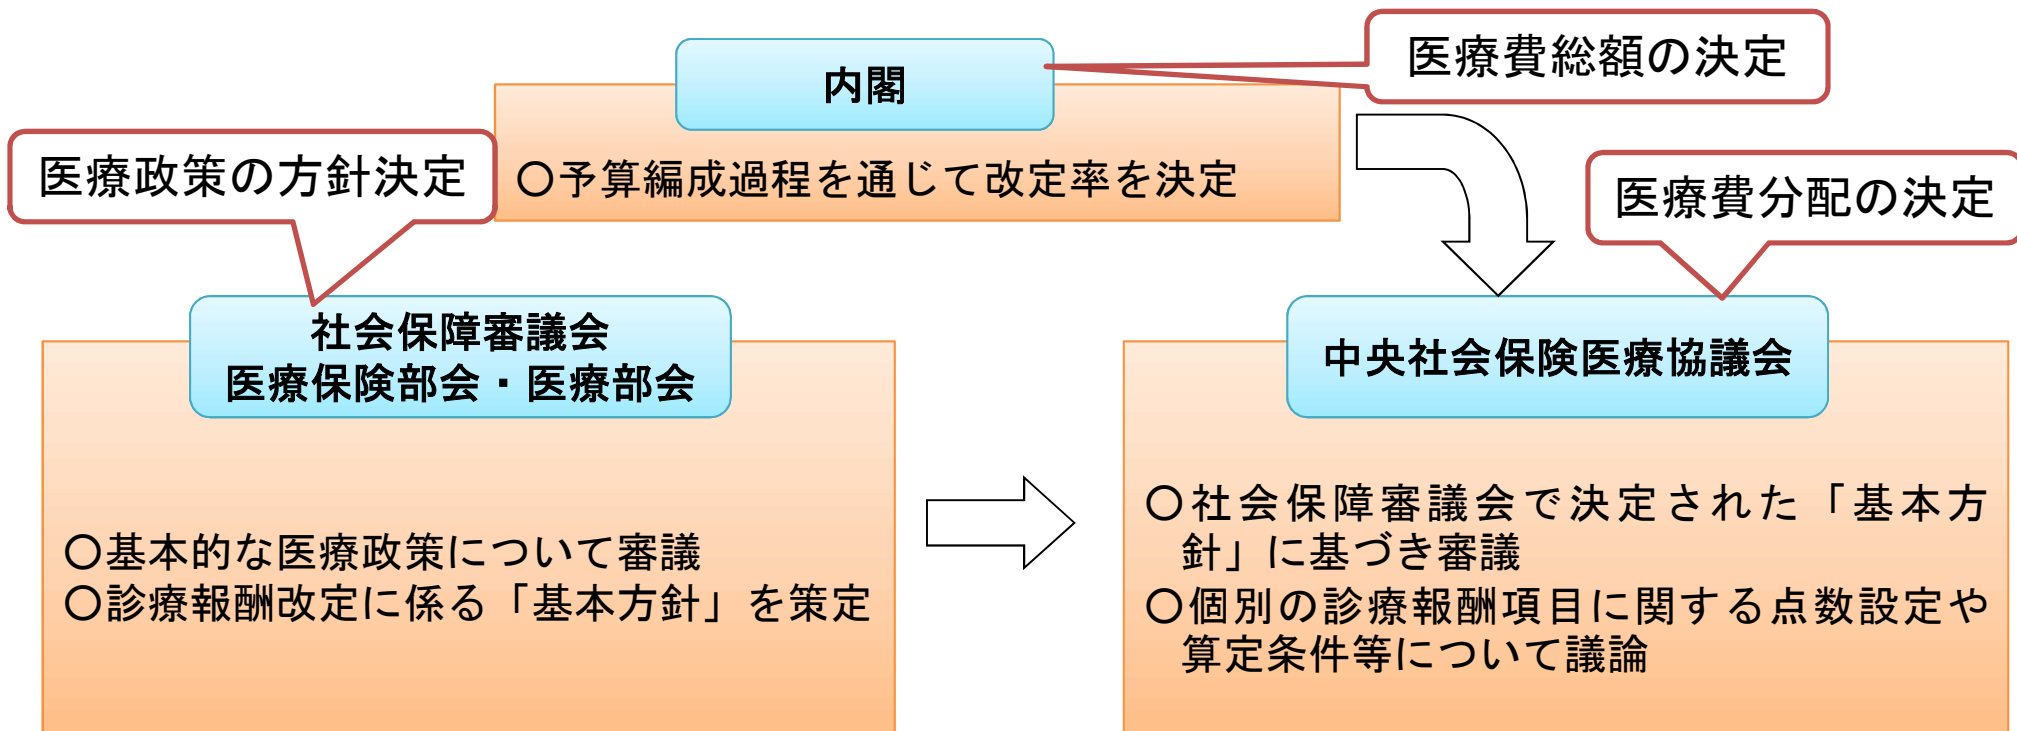 医療費総額の決定
内閣
○予算編成過程を通じて改定率を決定
医療政策の方針決定
医療費分配の決定
社会保障審議会
医療保険部会・医療部会
○基本的な医療政策について審議
○診療報酬改定に係る「基本方針」を策定
中央社会保険医療協議会
○社会保障審議会で決定された「基本方
針」に基づき審議
○個別の診療報酬項目に関する点数設定や
算定条件等について議論